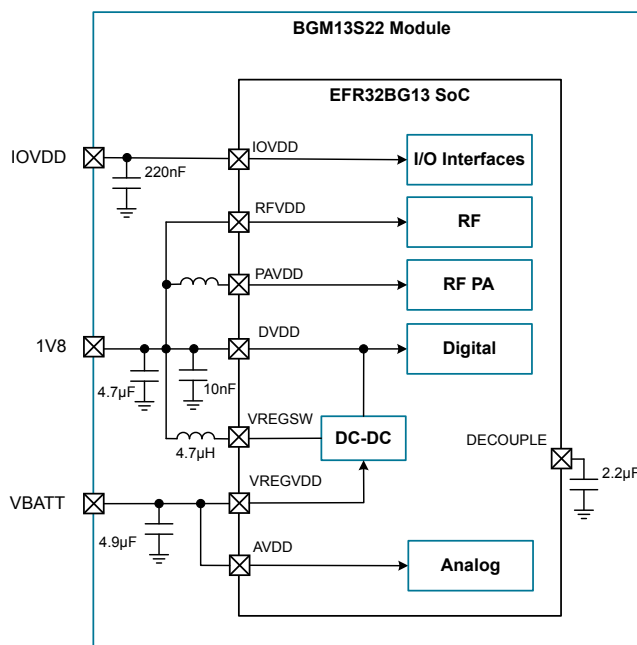 BGM13S22 Module
EFR32BG13 SoC
IOVDD
220nF
IOVDD
I/O Interfaces
RFVDD
RF
PAVDD
RF PA
1V8
4.7µF
10nF
DVDD
Digital
4.7µH
VREGSW
DC-DC
DECOUPLE
2.2µF
VBATT
4.9µF
VREGVDD
AVDD
Analog